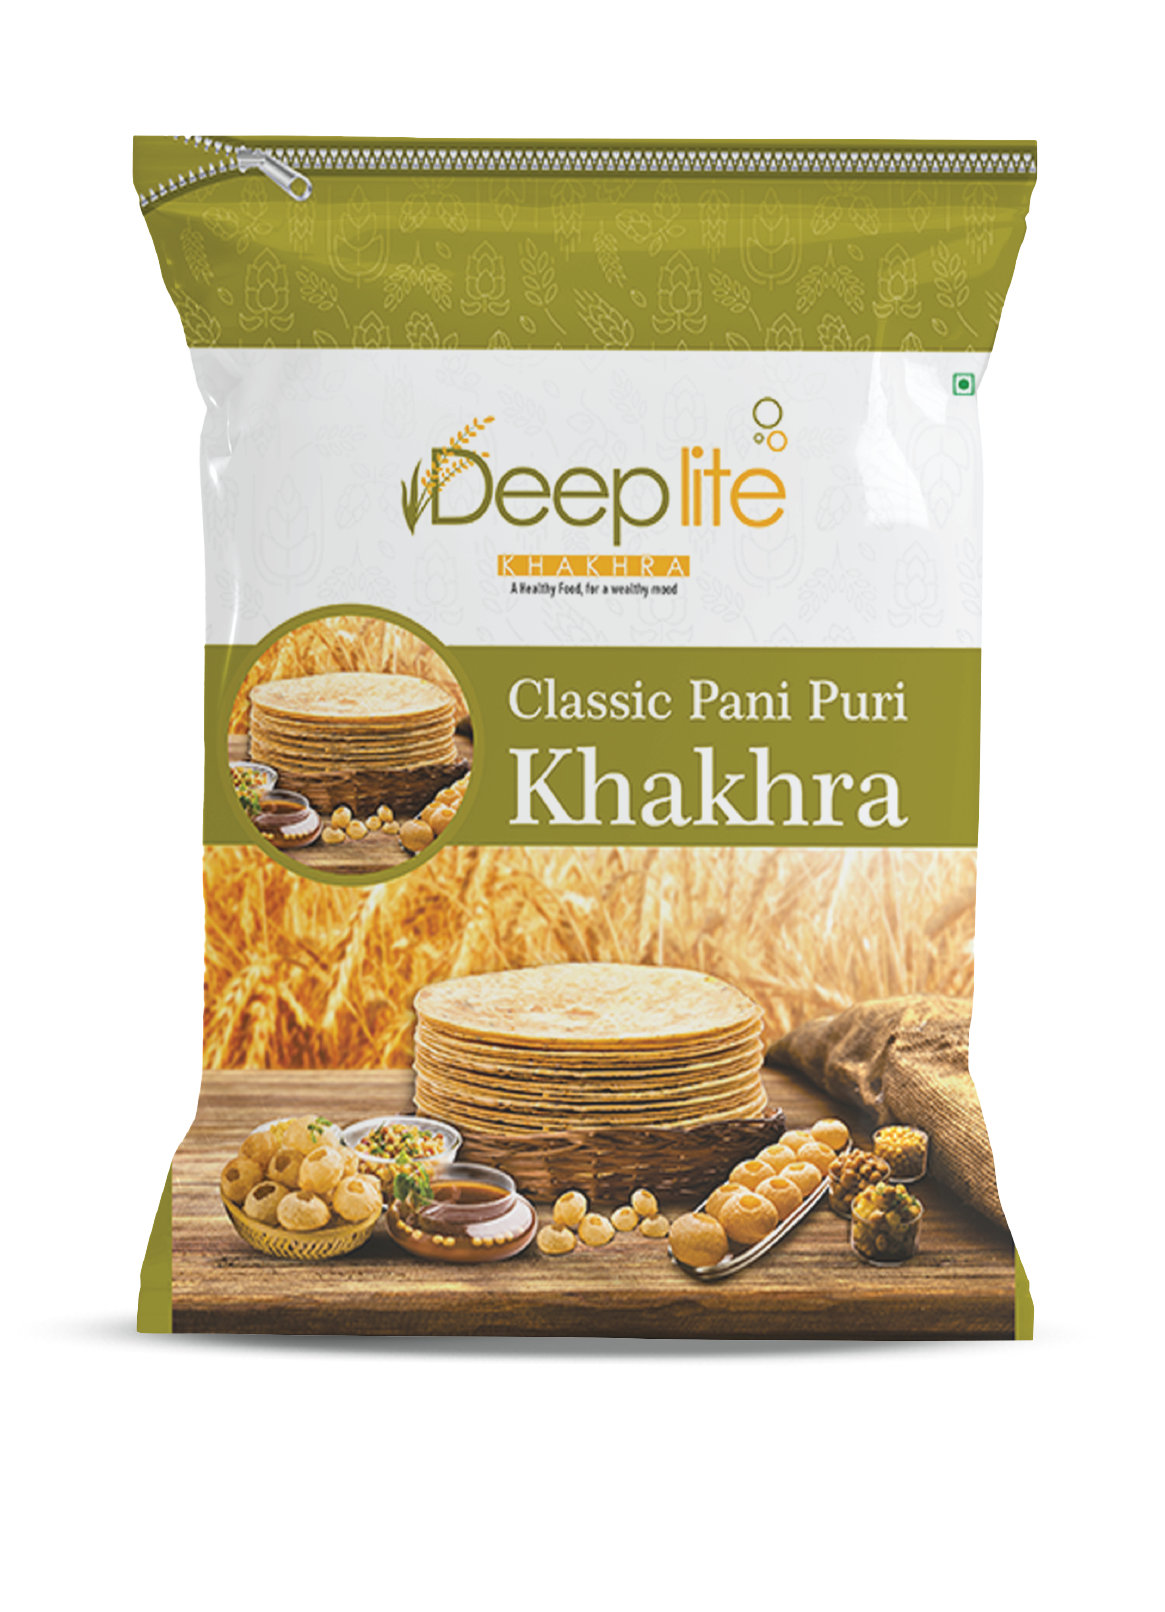 Deeplite
KHAKHRA
A Healthy Food, for a wealthy mood
Classic Pani Puri
Khakhra